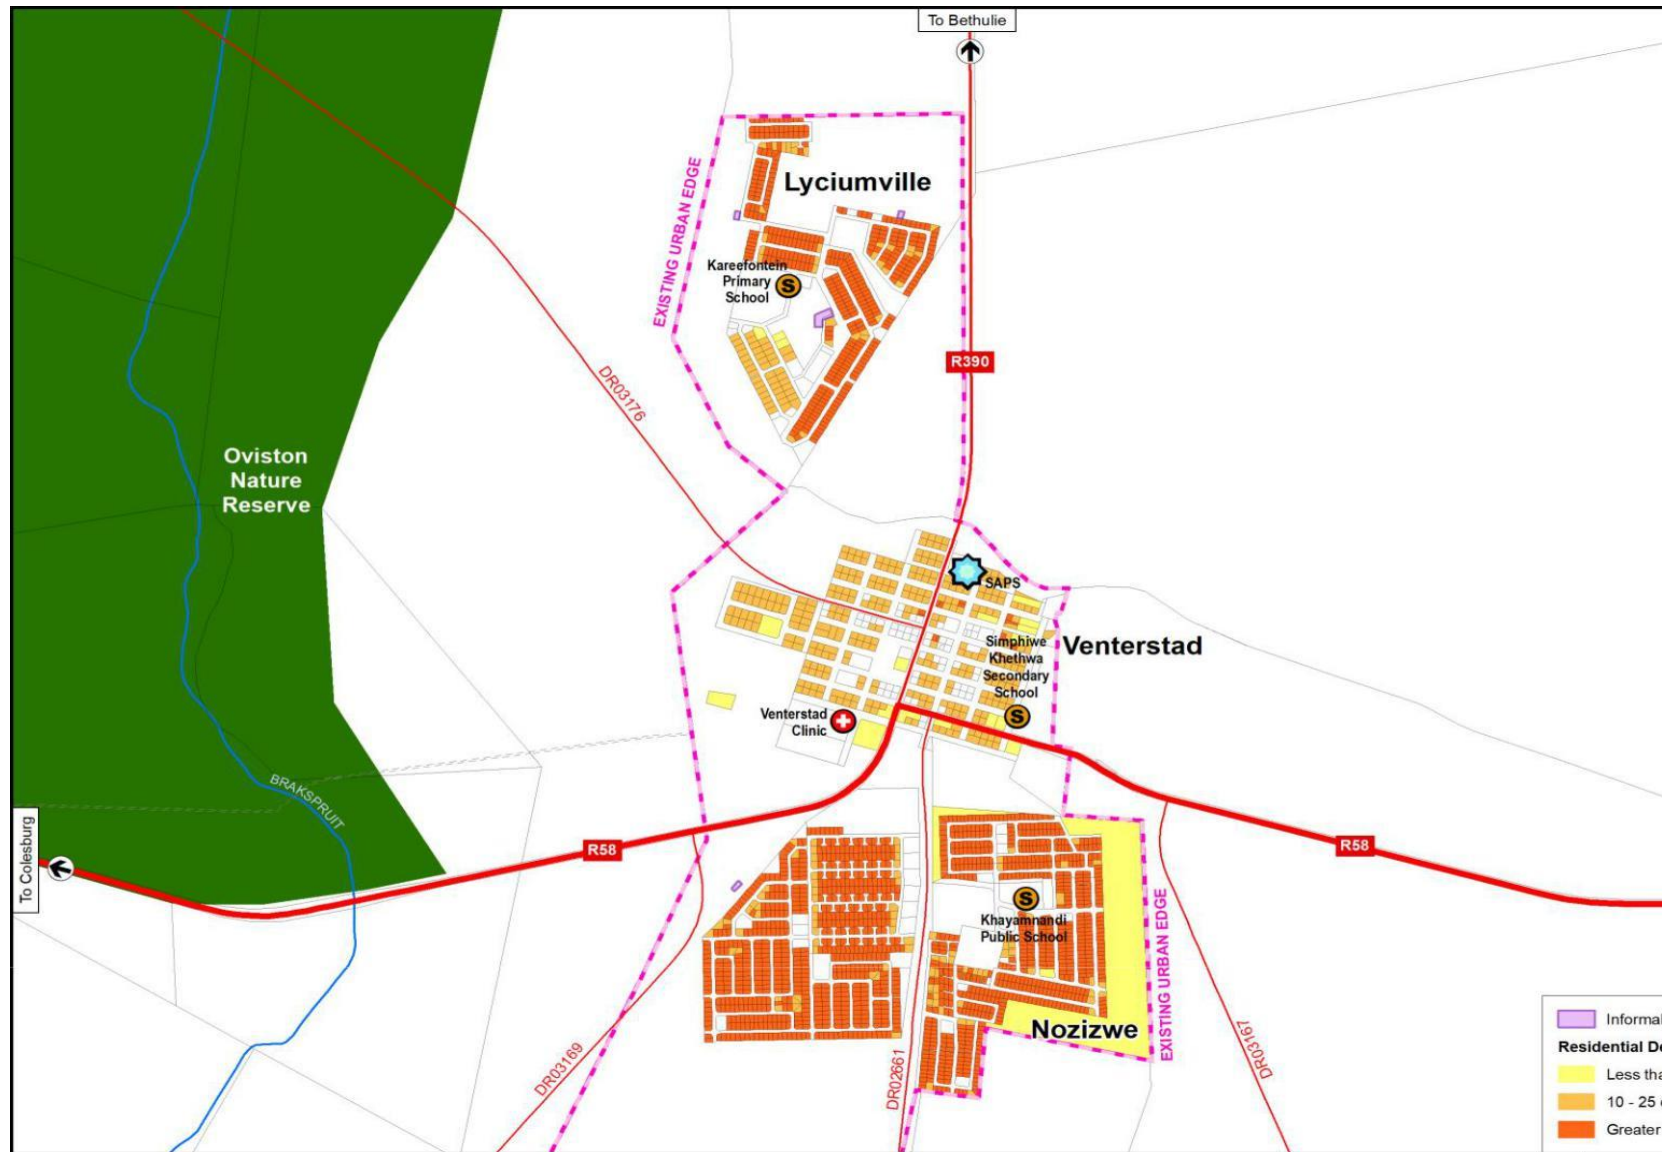 To Bethulie
Lyciumville
EXISTING URBAN EDGE
Kareefontein
Primary
School
R390
DR03176
Oviston
Nature
Reserve
SAPS
Simphiwe
Khethwa
Secondary
School
Venterstad
Venterstad
Clinic
BRAKSPRUIT
To Colesburg
R58
R58
Khayamnandi
Public School
Nozizwe
EXISTING URBAN EDGE
DR03169
DR02661
DR03167
Informal
Residential De
Less tha
10 - 25
Greater